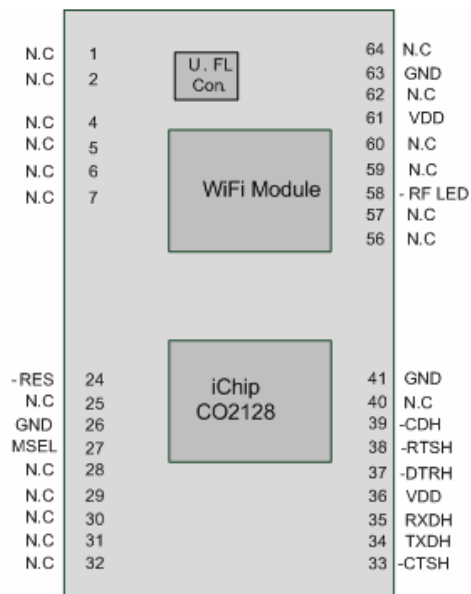 N.C 1
N.C 2
N.C 4
N.C 5
N.C 6
N.C 7
U . FL
Con.
WiFi Module
64 N.C
63 GND
62 N.C
61 VDD
60 N.C
59 N.C
58 - RF LED
57 N.C
56 N.C
-RES 24
N.C 25
GND 26
MSEL 27
N.C 28
N.C 29
N.C 30
N.C 31
N.C 32
iChip
CO2128
41 GND
40 N.C
39 -CDH
38 -RTSH
37 -DTRH
36 VDD
35 RXDH
34 TXDH
33 -CTSH